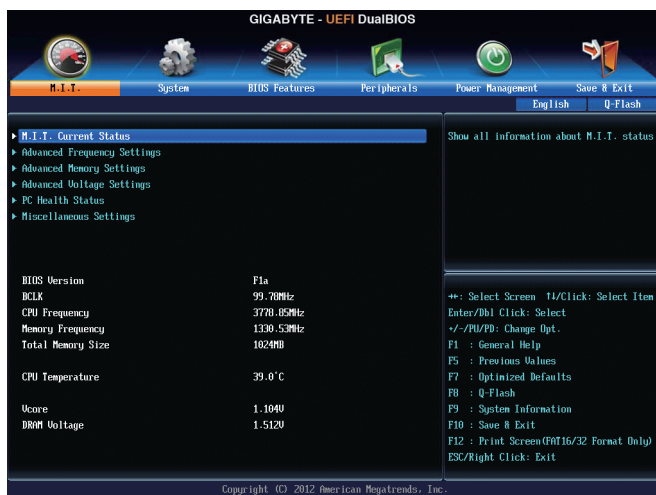 GIGABYTE - UEFI DualBIOS
M.I.T. System BIOS Features Peripherals Power Management Save & Exit
English Q-Flash
M.I.T. Current Status
Advanced Frequency Settings
Advanced Memory Settings
Advanced Voltage Settings
PC Health Status
Miscellaneous Settings
BIOS Version F1a
BCLK 99.78MHz
CPU Frequency 3778.85MHz
Memory Frequency 1330.53MHz
Total Memory Size 1024MB
CPU Temperature 39.0°C
Vcore 1.104V
DRAM Voltage 1.512V
Show all information about M.I.T. status
→←: Select Screen ↑↓/Click: Select Item
Enter/Dbl Click: Select
+/-/PU/PD: Change Opt.
F1 : General Help
F5 : Previous Values
F7 : Optimized Defaults
F8 : Q-Flash
F9 : System Information
F10 : Save & Exit
F12 : Print Screen(FAT16/32 Format Only)
ESC/Right Click: Exit
Copyright (C) 2012 American Megatrends, Inc.